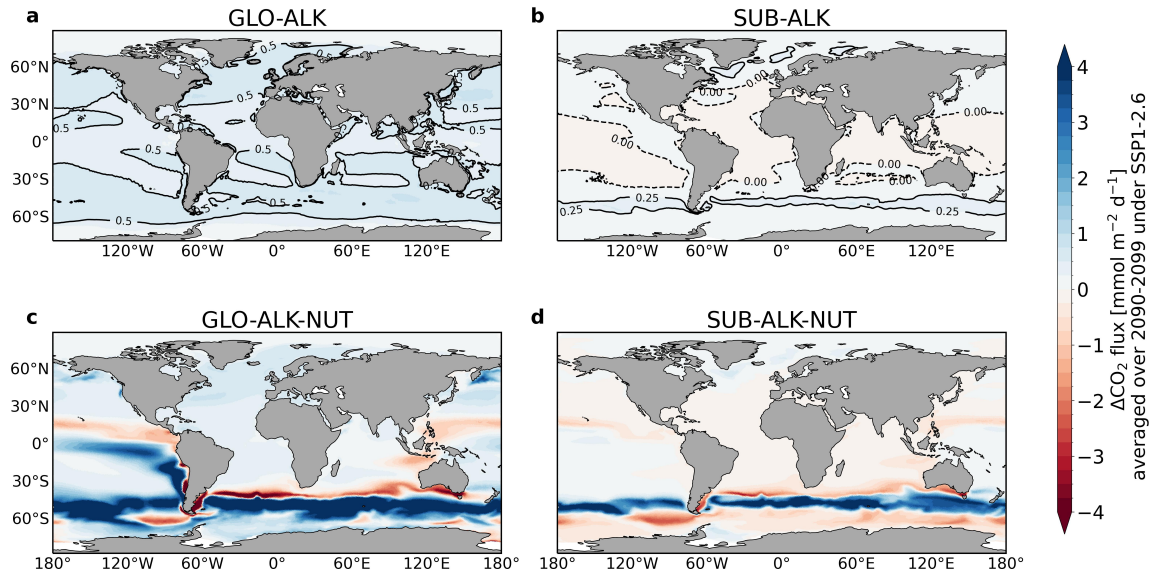 a GLO-ALK
b SUB-ALK
60°N
30°N
0°
30°S
60°S
0.5
0.5
0.5
0.5
0.5
0.5
0.5
0.5
0.5
0.5
0.00
0.00
0.00
0.00
0.00
0.00
0.00
0.25
0.25
120°W 60°W 0° 60°E 120°E
120°W 60°W 0° 60°E 120°E
c GLO-ALK-NUT
d SUB-ALK-NUT
60°N
30°N
0°
30°S
60°S
180° 120°W 60°W 0° 60°E 120°E 180°
180° 120°W 60°W 0° 60°E 120°E 180°
4
3
2
1
0
−1
−2
−3
−4
ΔCO₂ flux [mmol m⁻² d⁻¹]
averaged over 2090-2099 under SSP1-2.6